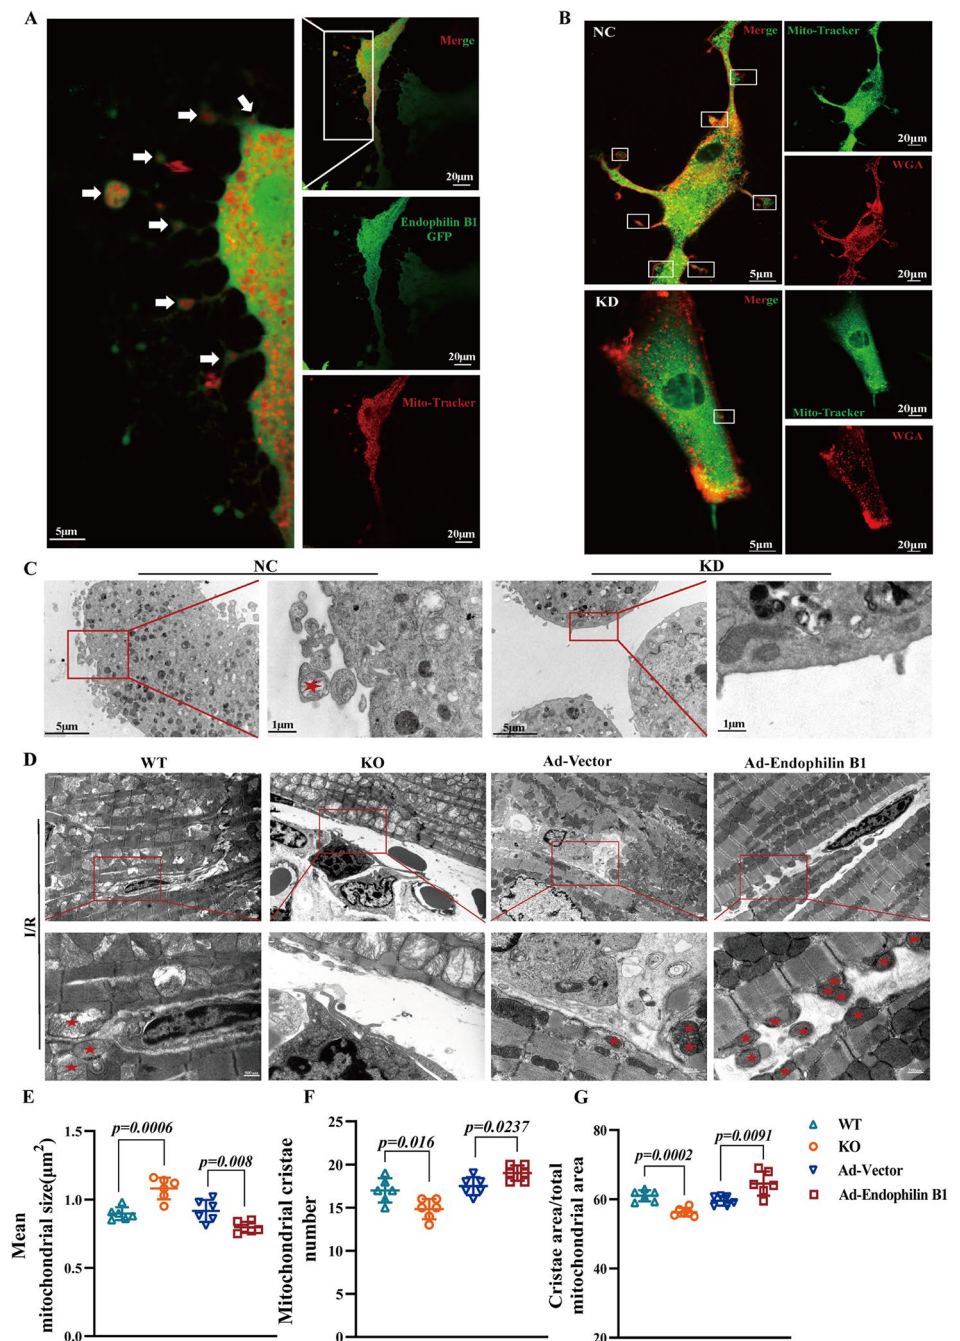 A
Merge
20μm
Endophilin B1
GFP
20μm
Mito-Tracker
20μm
5μm
B
NC
Merge
5μm
Mito-Tracker
20μm
WGA
20μm
KD
Merge
5μm
Mito-Tracker
20μm
WGA
20μm
C
NC
KD
5μm
1μm
5μm
1μm
D
WT
KO
Ad-Vector
Ad-Endophilin B1
I/R
E
Mean
mitochondrial size(μm²)
1.5
1.0
0.5
0.0
p=0.0006
p=0.008
F
Mitochondrial cristae
number
25
20
15
10
5
0
p=0.016
p=0.0237
G
Cristae area/total
mitochondrial area
80
60
40
20
p=0.0002
p=0.0091
WT
KO
Ad-Vector
Ad-Endophilin B1